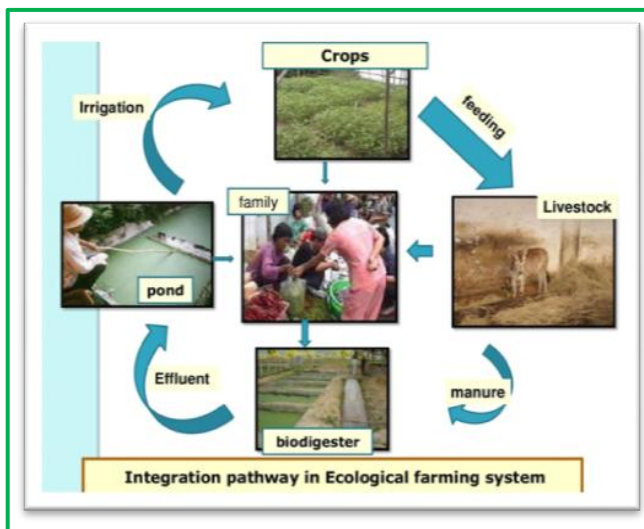 Crops
Irrigation
feeding
family
Livestock
pond
Effluent
manure
biodigester
Integration pathway in Ecological farming system